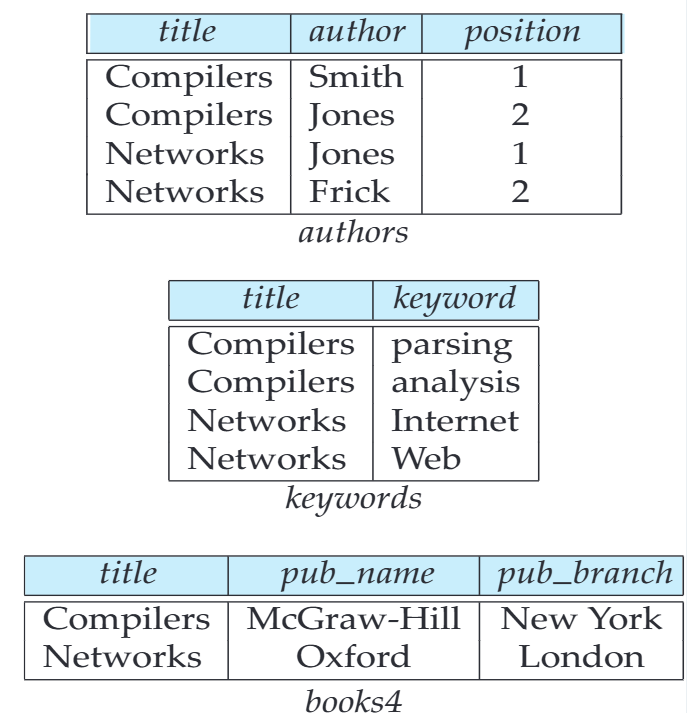 title author position
Compilers Smith 1
Compilers Jones 2
Networks Jones 1
Networks Frick 2
authors
title keyword
Compilers parsing
Compilers analysis
Networks Internet
Networks Web
keywords
title pub_name pub_branch
Compilers McGraw-Hill New York
Networks Oxford London
books4